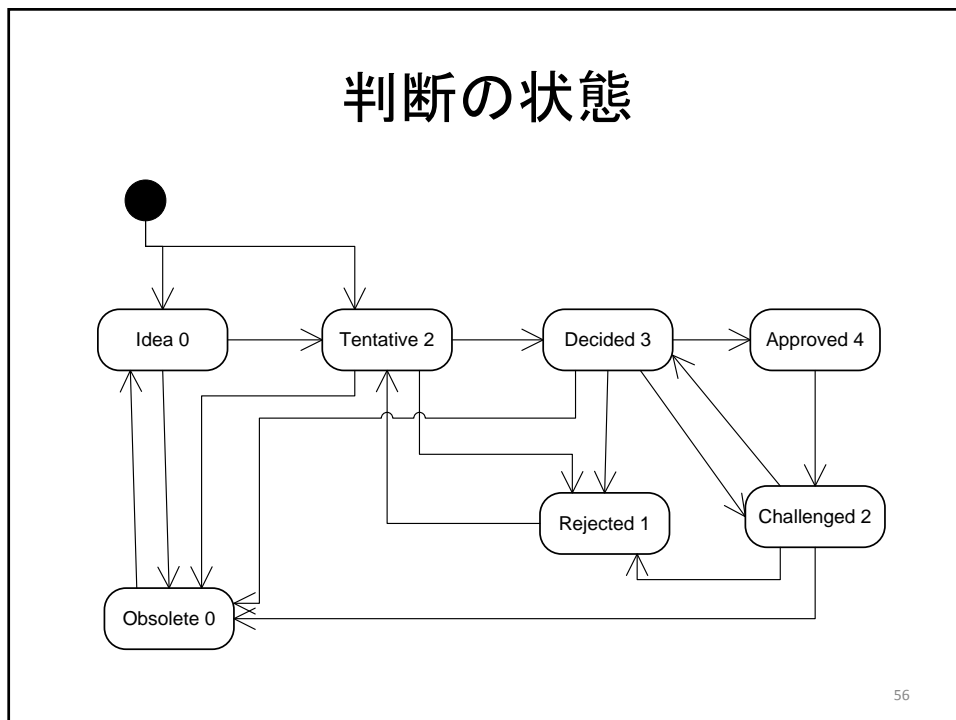 判断の状態
Idea 0
Tentative 2
Decided 3
Approved 4
Rejected 1
Challenged 2
Obsolete 0
56